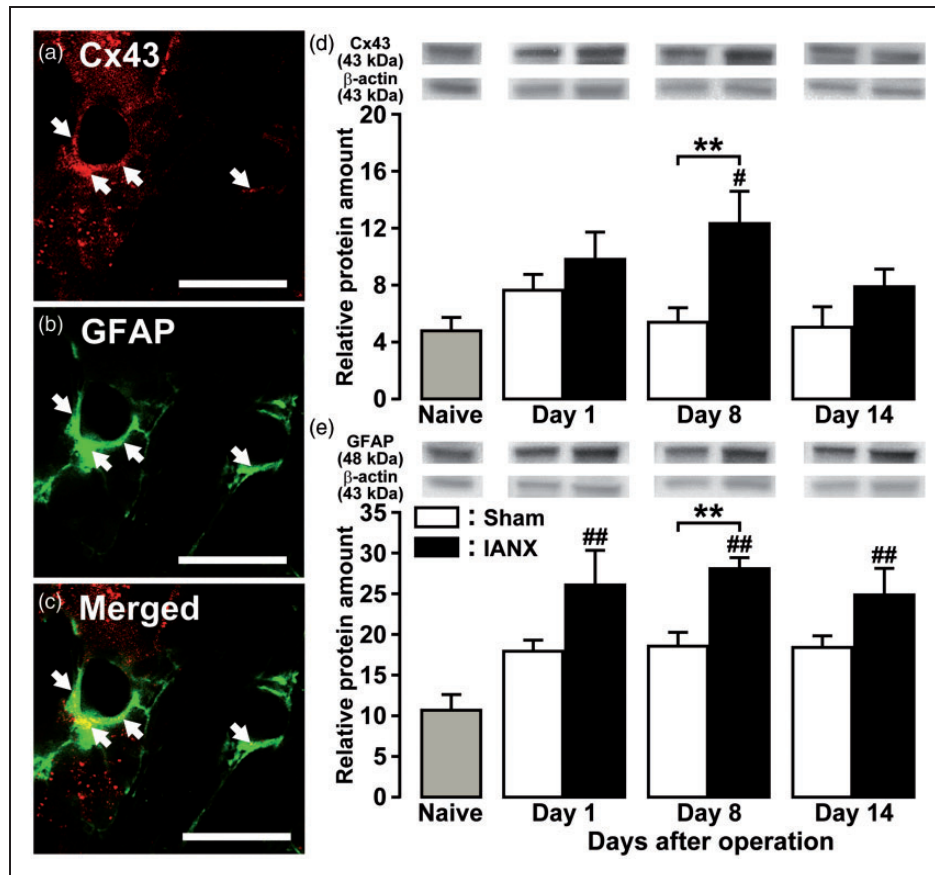 (a) Cx43
(b) GFAP
(c) Merged
(d) Cx43
(43 kDa)
β-actin
(43 kDa)
Relative protein amount
20
16
12
8
4
0
**
#
Naive Day 1 Day 8 Day 14
(e) GFAP
(48 kDa)
β-actin
(43 kDa)
Relative protein amount
35
30
25
20
15
10
5
0
: Sham
: IANX
##
**
##
##
Naive Day 1 Day 8 Day 14
Days after operation